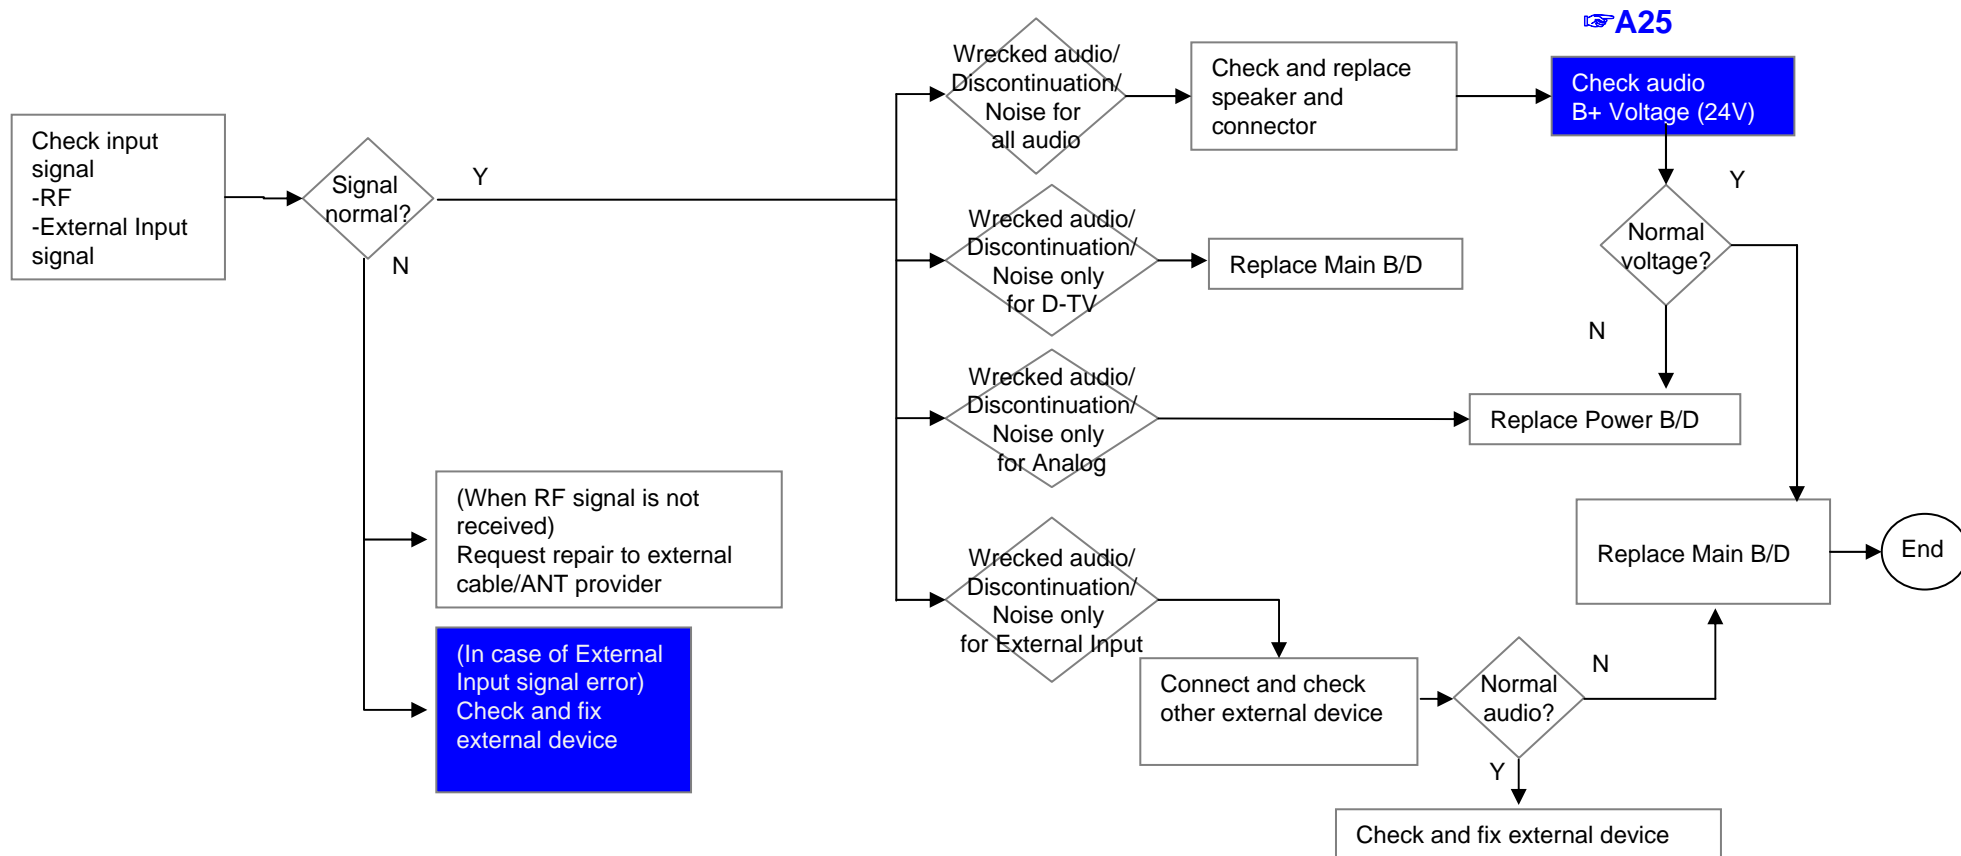 ☞A25
Check input
signal
-RF
-External Input
signal
Signal
normal?
Y
N
(When RF signal is not
received)
Request repair to external
cable/ANT provider
(In case of External
Input signal error)
Check and fix
external device
Wrecked audio/
Discontinuation/
Noise for
all audio
Check and replace
speaker and
connector
Check audio
B+ Voltage (24V)
Y
Normal
voltage?
N
Wrecked audio/
Discontinuation/
Noise only
for D-TV
Replace Main B/D
Wrecked audio/
Discontinuation/
Noise only
for Analog
Replace Power B/D
Wrecked audio/
Discontinuation/
Noise only
for External Input
Connect and check
other external device
Normal
audio?
N
Y
Replace Main B/D
End
Check and fix external device